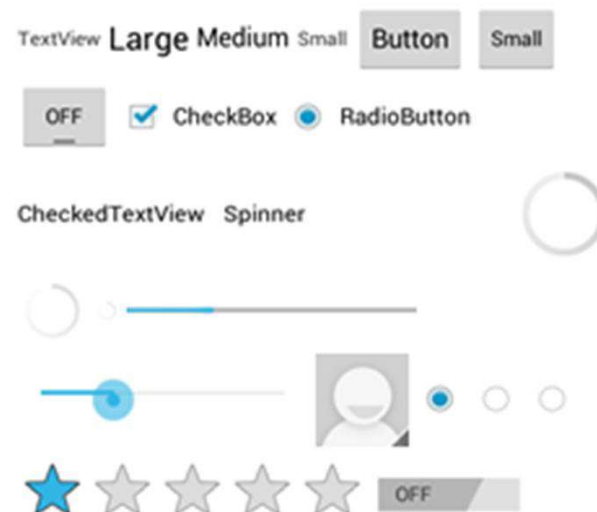 TextView Large Medium Small Button Small
OFF CheckBox RadioButton
CheckedTextView Spinner
OFF